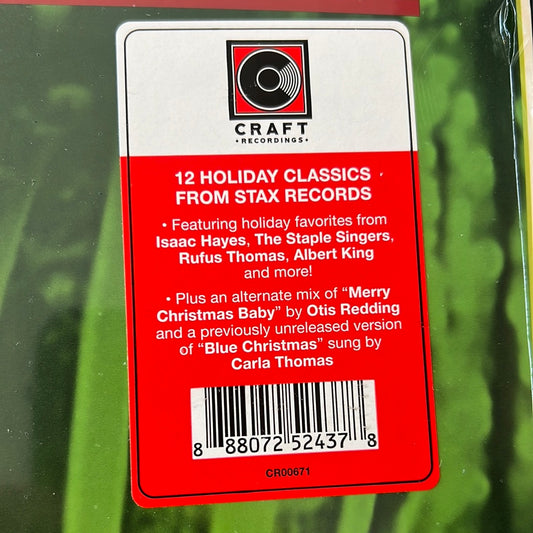 CRAFT
• RECORDINGS •
12 HOLIDAY CLASSICS
FROM STAX RECORDS
• Featuring holiday favorites from
Isaac Hayes, The Staple Singers,
Rufus Thomas, Albert King
and more!
• Plus an alternate mix of “Merry
Christmas Baby” by Otis Redding
and a previously unreleased version
of “Blue Christmas” sung by
Carla Thomas
8 88072 52437 8
CR00671